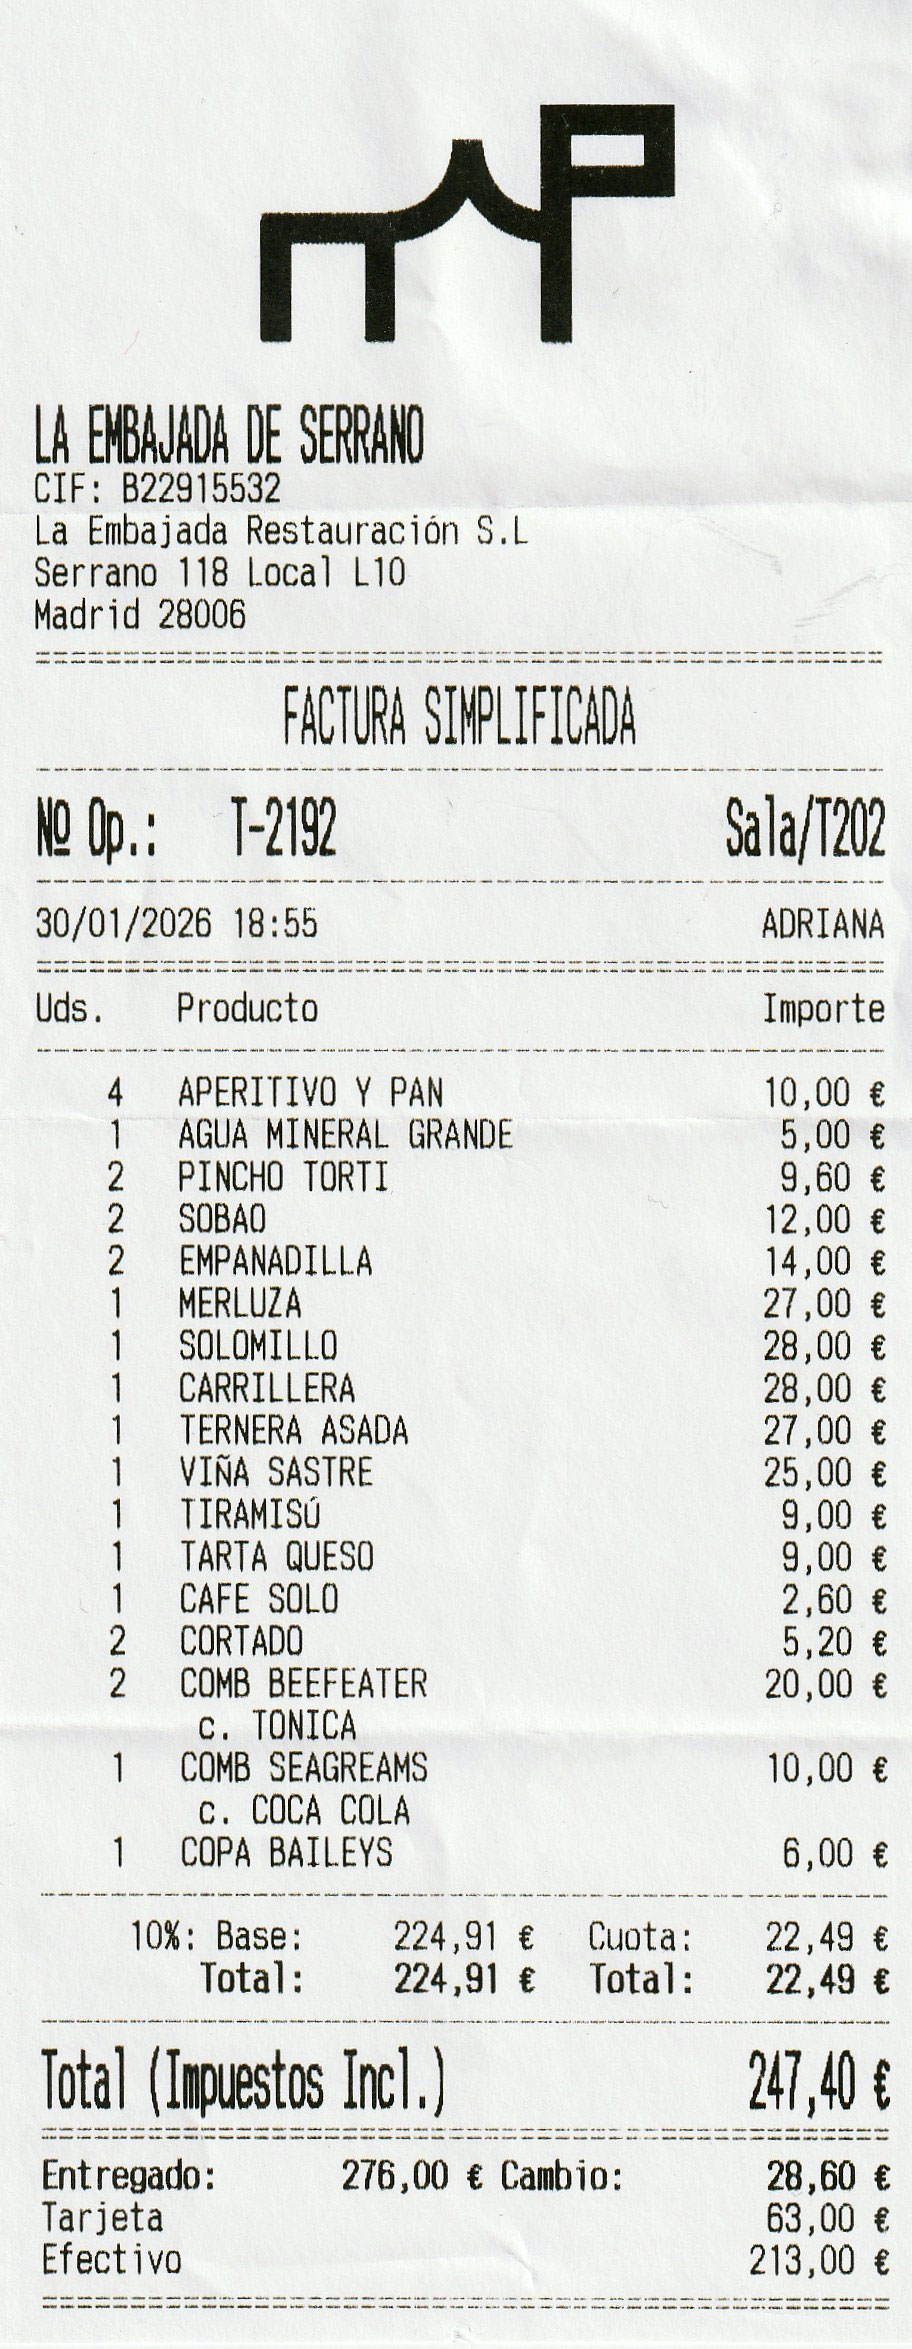 LA EMBAJADA DE SERRANO
CIF: B22915532
La Embajada Restauración S.L
Serrano 118 Local L10
Madrid 28006
FACTURA SIMPLIFICADA
Nº Op.: T-2192 Sala/T202
30/01/2026 18:55 ADRIANA
Uds. Producto Importe
4 APERITIVO Y PAN 10,00 €
1 AGUA MINERAL GRANDE 5,00 €
2 PINCHO TORTI 9,60 €
2 SOBAO 12,00 €
2 EMPANADILLA 14,00 €
1 MERLUZA 27,00 €
1 SOLOMILLO 28,00 €
1 CARRILLERA 28,00 €
1 TERNERA ASADA 27,00 €
1 VIÑA SASTRE 25,00 €
1 TIRAMISÚ 9,00 €
1 TARTA QUESO 9,00 €
1 CAFE SOLO 2,60 €
2 CORTADO 5,20 €
2 COMB BEEFEATER 20,00 €
c. TONICA
1 COMB SEAGREAMS 10,00 €
c. COCA COLA
1 COPA BAILEYS 6,00 €
10%: Base: 224,91 € Cuota: 22,49 €
Total: 224,91 € Total: 22,49 €
Total (Impuestos Incl.) 247,40 €
Entregado: 276,00 € Cambio: 28,60 €
Tarjeta 63,00 €
Efectivo 213,00 €